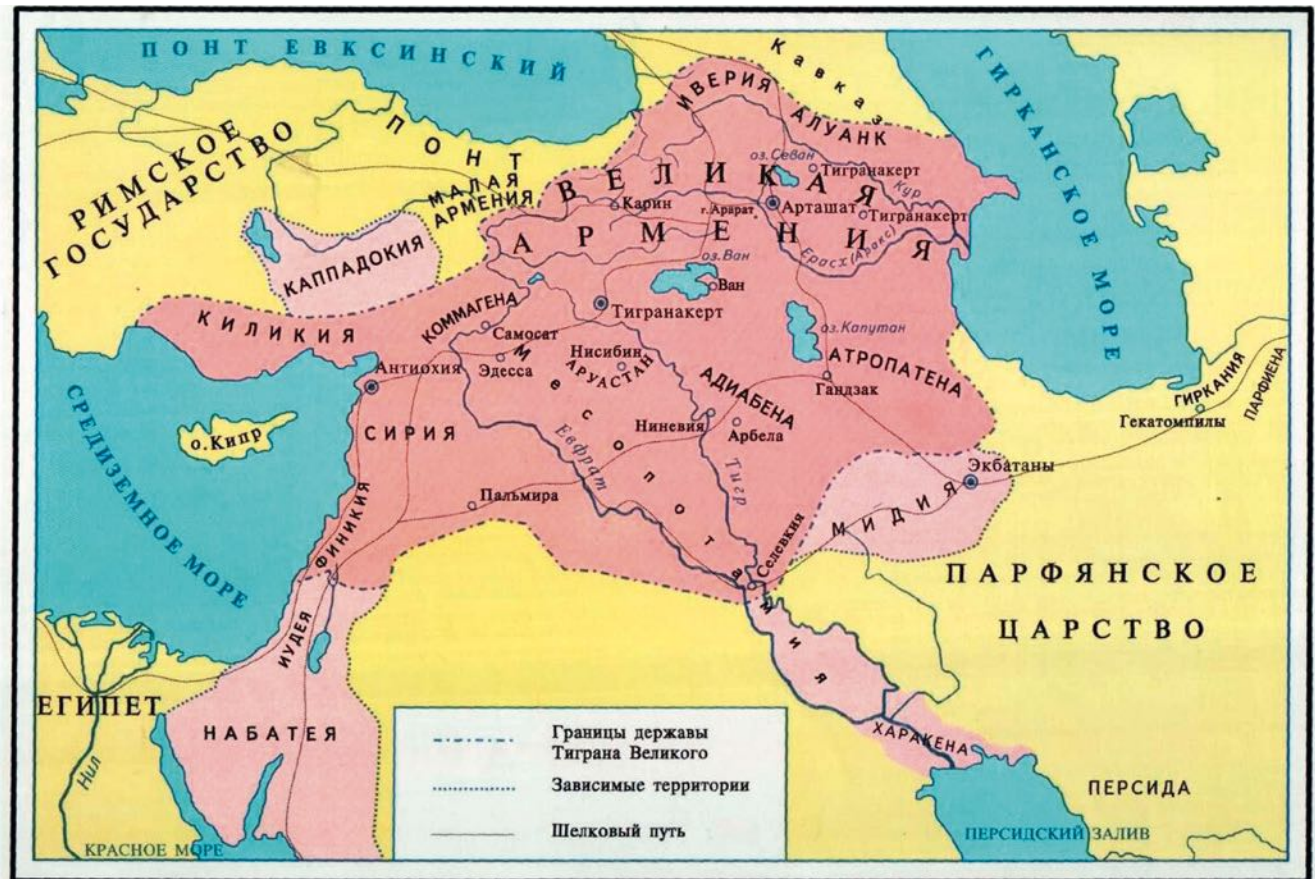 ПОНТ ЕВКСИНСКИЙ
Кавказ
ГИРКАНСКОЕ МОРЕ
РИМСКОЕ
ГОСУДАРСТВО
ПОНТ
МАЛАЯ
АРМЕНИЯ
ИВЕРИЯ
АЛУАНК
ВЕЛИКАЯ
АРМЕНИЯ
оз. Севан
Тигранакерт
Кур
Карин
г. Арарат
Арташат
Тигранакерт
Ерасх (Аракс)
КАППАДОКИЯ
оз. Ван
Ван
КИЛИКИЯ
КОММАГЕНА
Тигранакерт
Самосат
оз. Капутан
Антиохия
Эдесса
Нисибин
АРУАСТАН
Месопотамия
АДИАБЕНА
АТРОПАТЕНА
Гандзак
ГИРКАНИЯ
ПАРФИЕНА
Гекатомпилы
СРЕДИЗЕМНОЕ МОРЕ
о. Кипр
СИРИЯ
Ниневия
Арбела
Евфрат
Тигр
Экбатаны
Пальмира
МИДИЯ
ФИНИКИЯ
Селевкия
ПАРФЯНСКОЕ
ЦАРСТВО
ИУДЕЯ
ЕГИПЕТ
НАБАТЕЯ
Нил
ХАРАКЕНА
ПЕРСИДА
КРАСНОЕ МОРЕ
ПЕРСИДСКИЙ ЗАЛИВ
Границы державы
Тиграна Великого
Зависимые территории
Шелковый путь